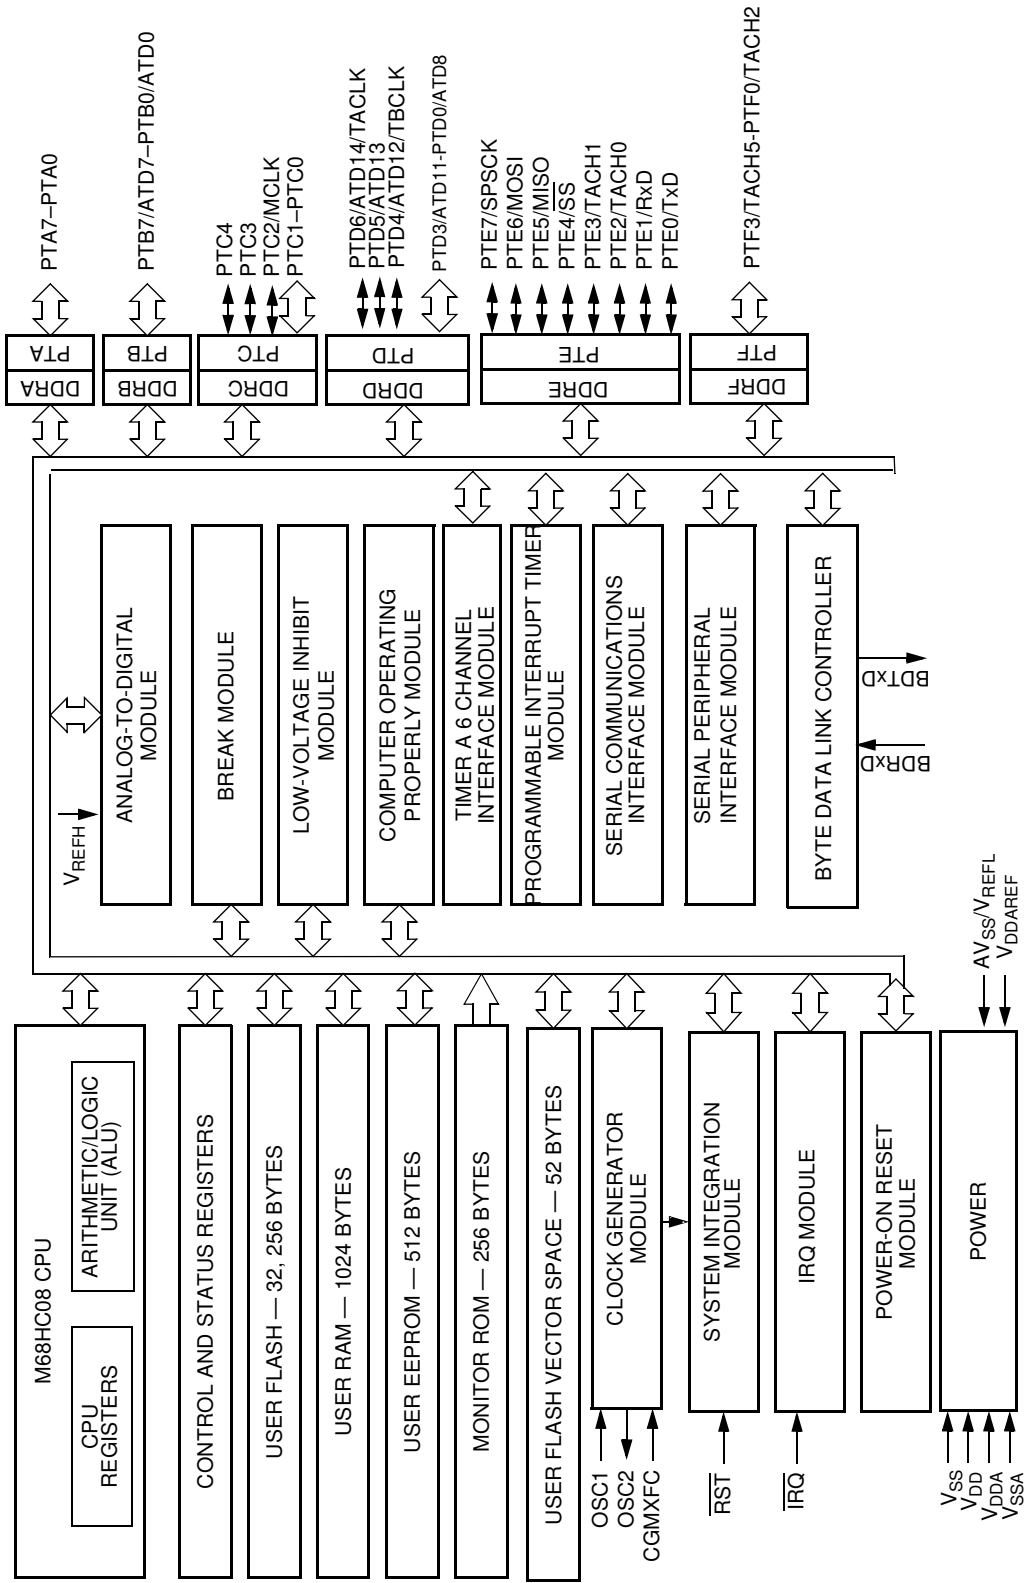 M68HC08 CPU
CPU
REGISTERS
ARITHMETIC/LOGIC
UNIT (ALU)
CONTROL AND STATUS REGISTERS
USER FLASH — 32, 256 BYTES
USER RAM — 1024 BYTES
USER EEPROM — 512 BYTES
MONITOR ROM — 256 BYTES
USER FLASH VECTOR SPACE — 52 BYTES
OSC1
OSC2
CGMXFC
CLOCK GENERATOR
MODULE
RST
SYSTEM INTEGRATION
MODULE
IRQ
IRQ MODULE
POWER-ON RESET
MODULE
VSS
VDD
VDDA
VSSA
POWER
AVSS/VREFL
VDDAREF
VREFH
ANALOG-TO-DIGITAL
MODULE
BREAK MODULE
LOW-VOLTAGE INHIBIT
MODULE
COMPUTER OPERATING
PROPERLY MODULE
TIMER A 6 CHANNEL
INTERFACE MODULE
PROGRAMMABLE INTERRUPT TIMER
MODULE
SERIAL COMMUNICATIONS
INTERFACE MODULE
SERIAL PERIPHERAL
INTERFACE MODULE
BYTE DATA LINK CONTROLLER
BDRxD
BDTxD
DDRA
PTA
PTA7–PTA0
DDRB
PTB
PTB7/ATD7–PTB0/ATD0
DDRC
PTC
PTC4
PTC3
PTC2/MCLK
PTC1–PTC0
DDRD
PTD
PTD6/ATD14/TACLK
PTD5/ATD13
PTD4/ATD12/TBCLK
PTD3/ATD11-PTD0/ATD8
DDRE
PTE
PTE7/SPSCK
PTE6/MOSI
PTE5/MISO
PTE4/SS
PTE3/TACH1
PTE2/TACH0
PTE1/RxD
PTE0/TxD
DDRF
PTF
PTF3/TACH5-PTF0/TACH2